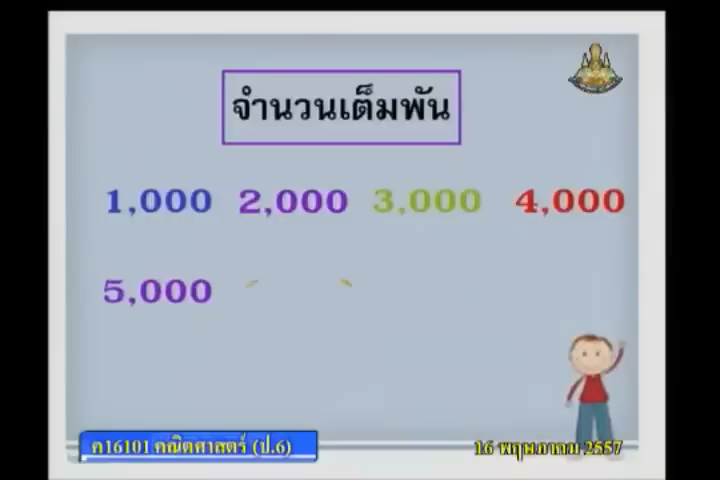 จำนวนเต็มพัน
1,000 2,000 3,000 4,000
5,000
ค16101 คณิตศาสตร์ (ป.6)
16 พฤษภาคม 2557